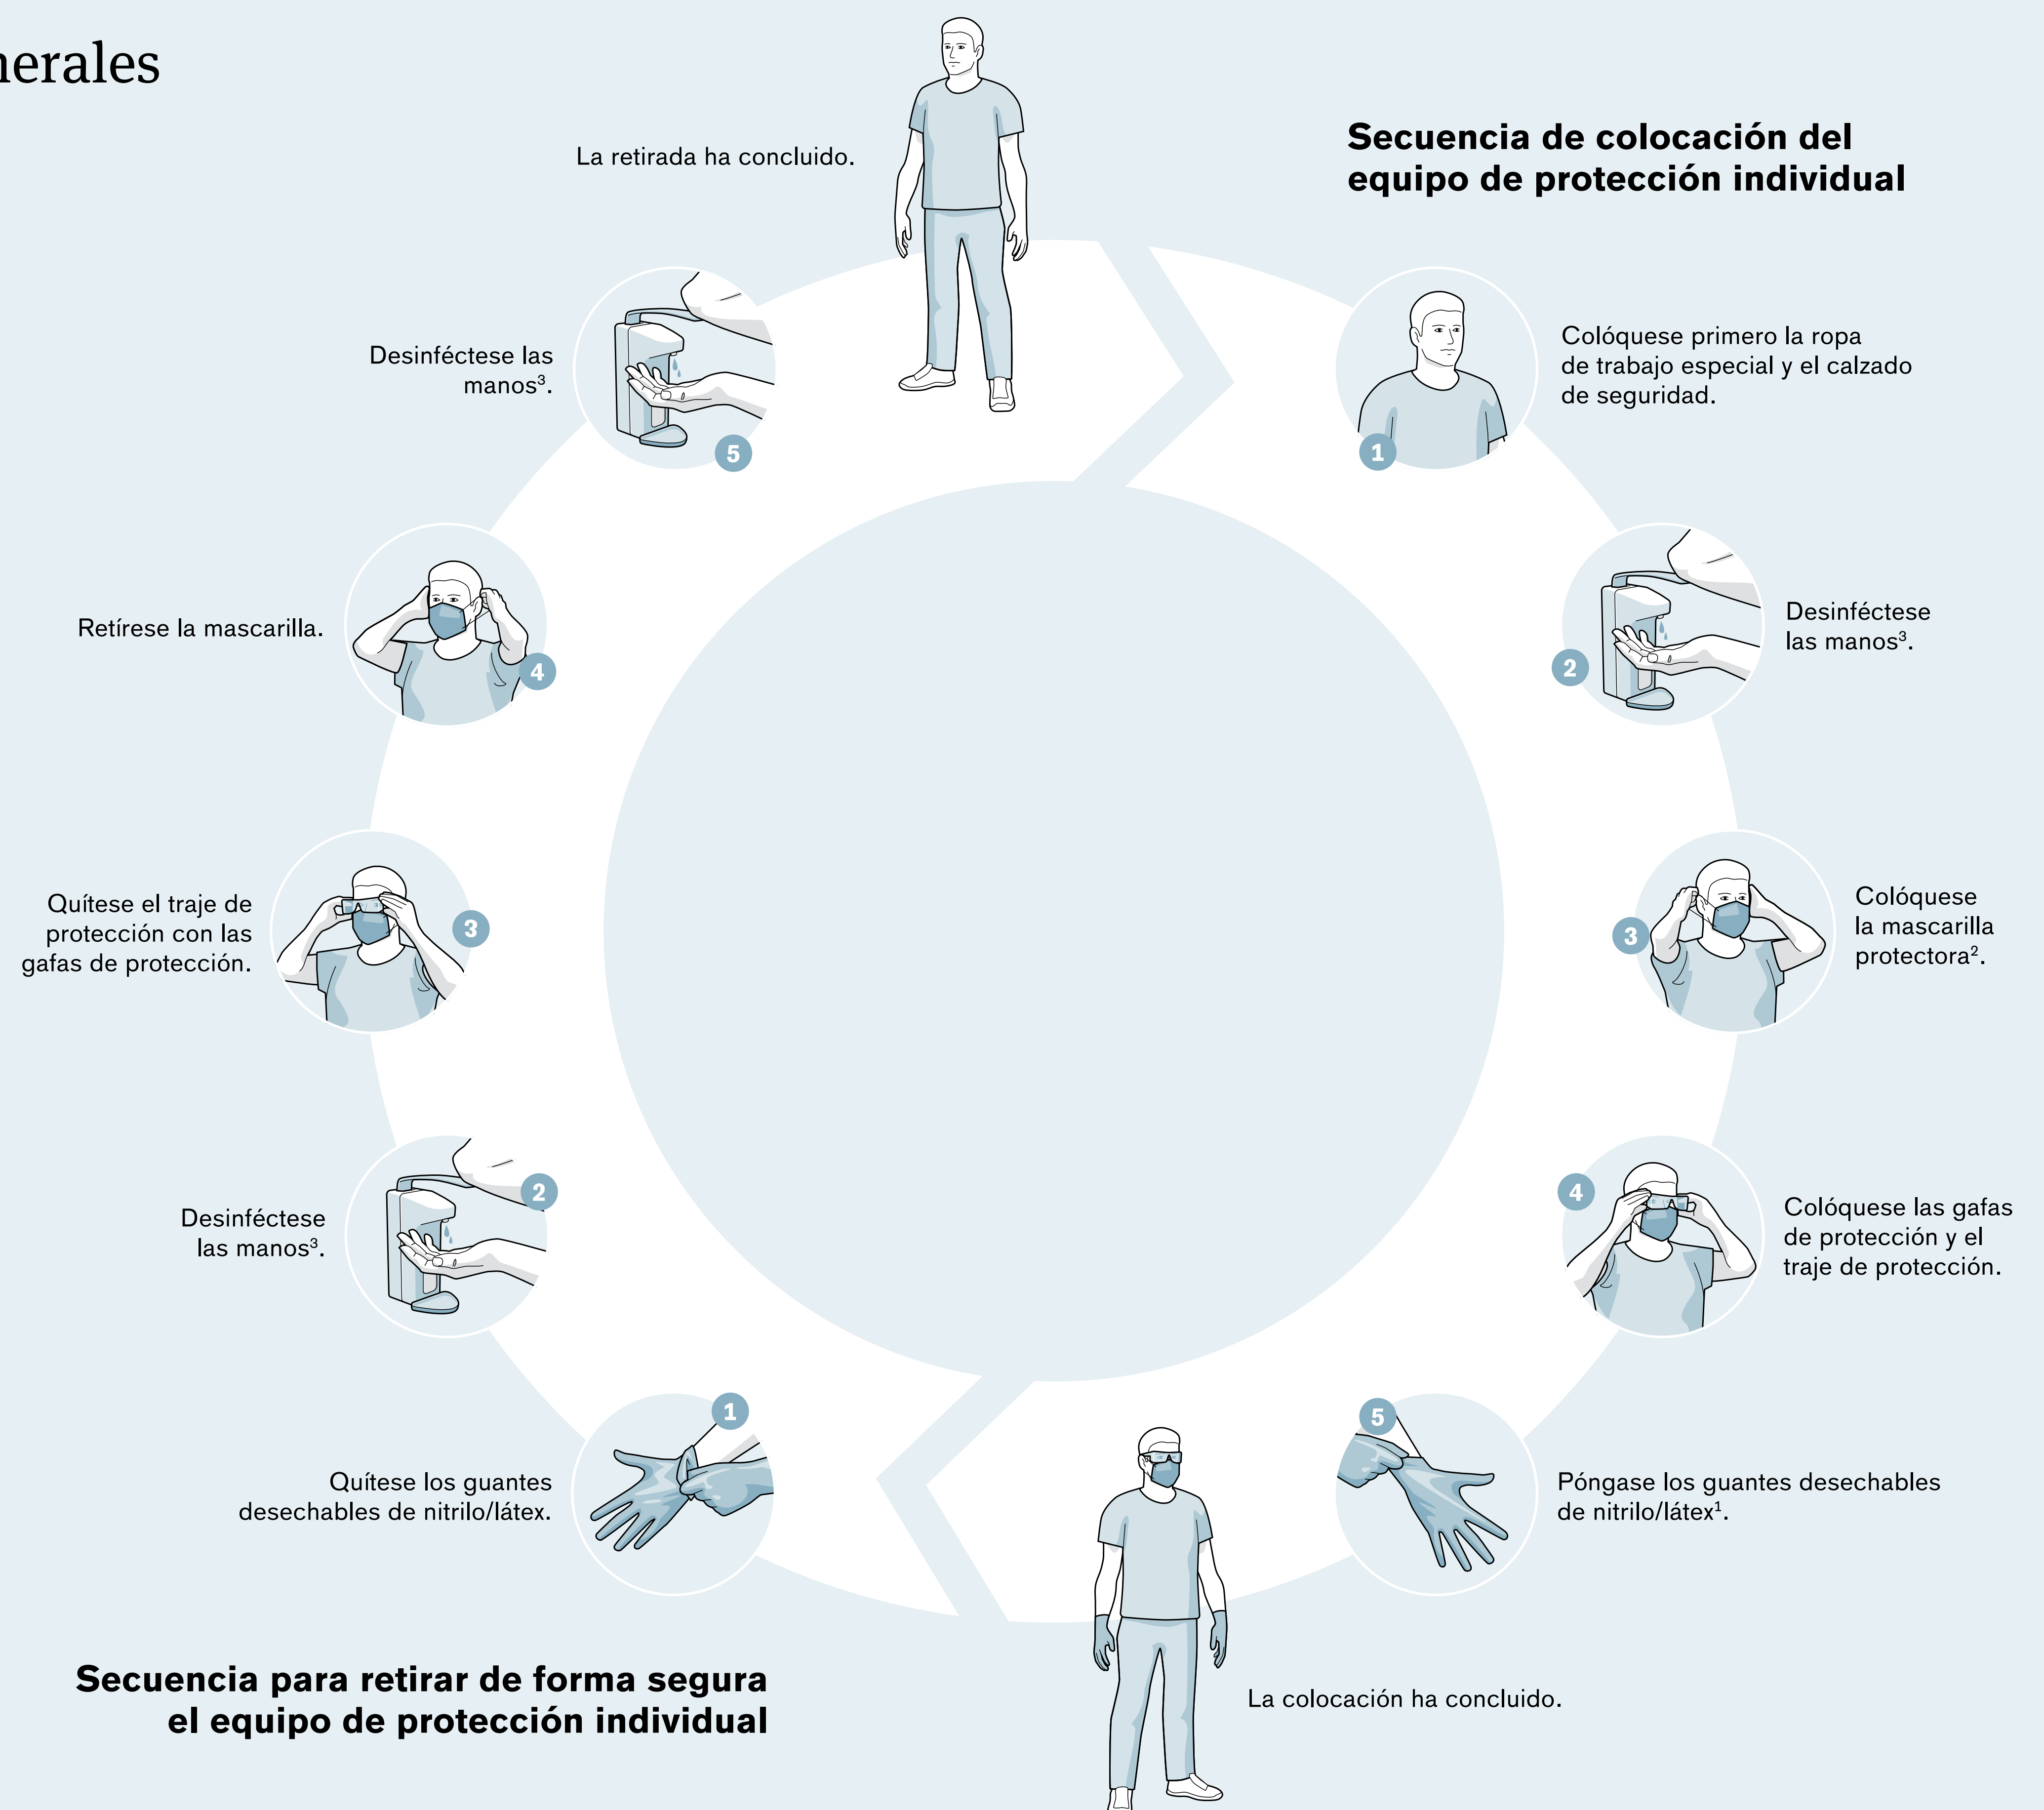 nerales
Secuencia de colocación del
equipo de protección individual
1
Colóquese primero la ropa
de trabajo especial y el calzado
de seguridad.
2
Desinféctese
las manos³.
3
Colóquese
la mascarilla
protectora².
4
Colóquese las gafas
de protección y el
traje de protección.
5
Póngase los guantes desechables
de nitrilo/látex¹.
La colocación ha concluido.
Secuencia para retirar de forma segura
el equipo de protección individual
1
Quítese los guantes
desechables de nitrilo/látex.
2
Desinféctese
las manos³.
3
Quítese el traje de
protección con las
gafas de protección.
4
Retírese la mascarilla.
5
Desinféctese las
manos³.
La retirada ha concluido.